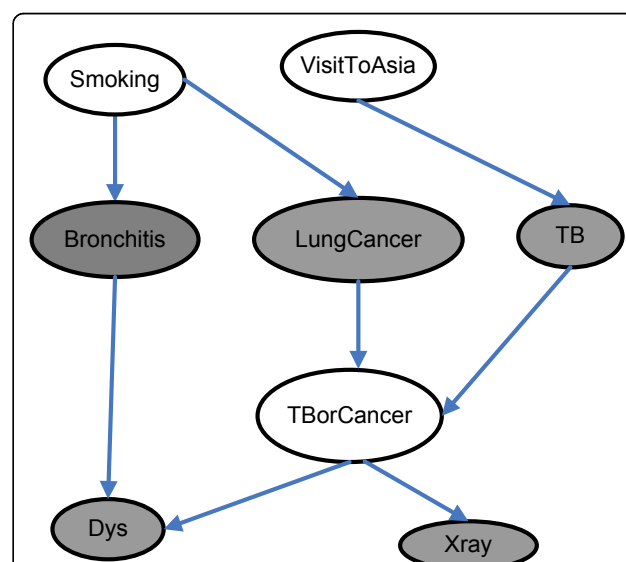 Smoking
VisitToAsia
Bronchitis
LungCancer
TB
TBorCancer
Dys
Xray